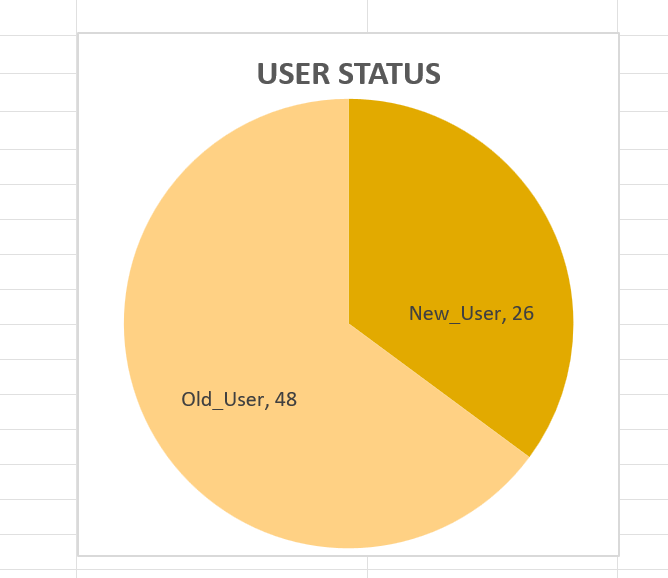 USER STATUS
New_User, 26
Old_User, 48